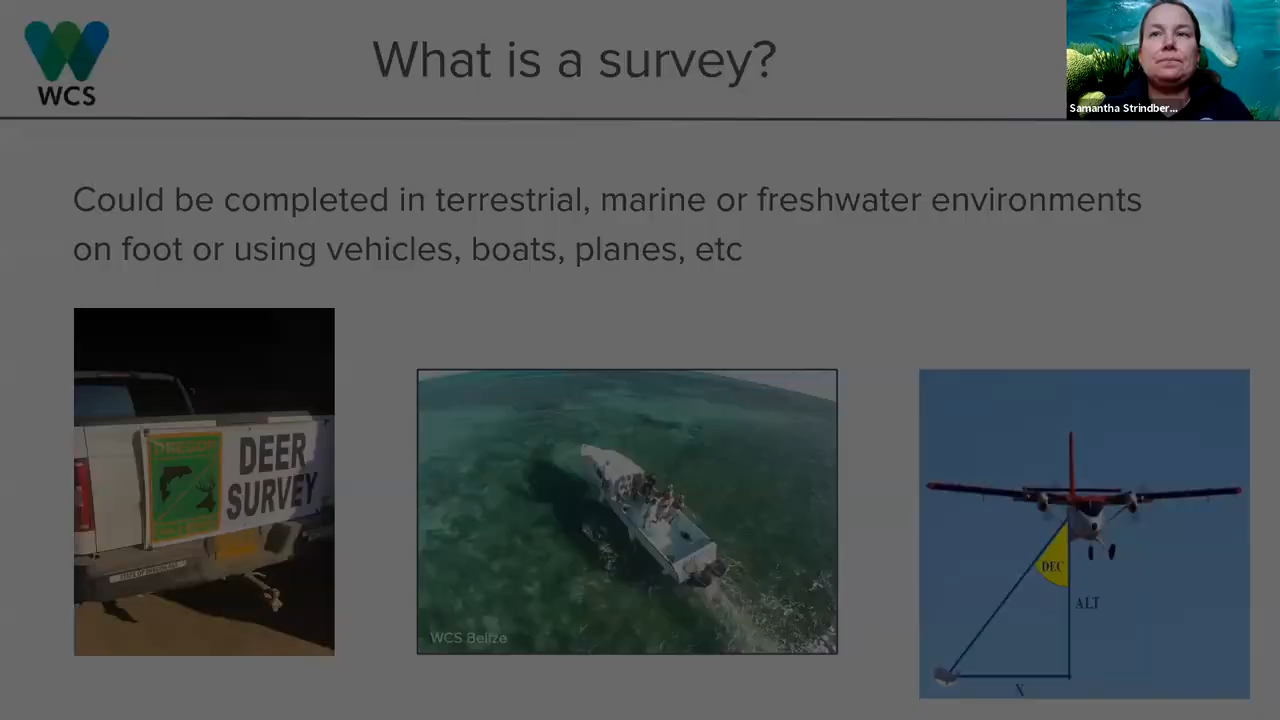 WCS
What is a survey?
Samantha Strindber...
Could be completed in terrestrial, marine or freshwater environments
on foot or using vehicles, boats, planes, etc
OREGON
DEER
SURVEY
WCS Belize
DEC
ALT
X